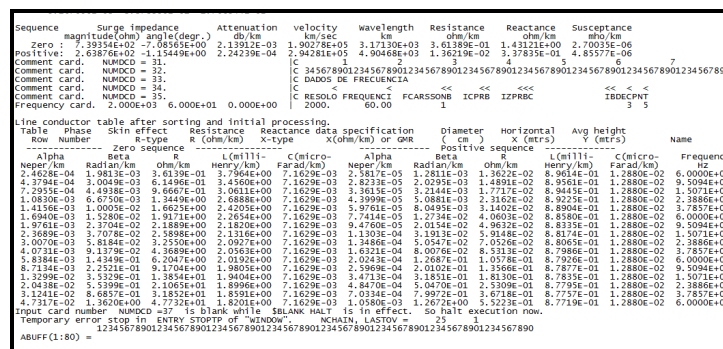 Sequence Surge impedance Attenuation velocity Wavelength Resistance Reactance Susceptance
magnitude(Ohm) angle(degr.) db/km km/sec km ohm/km ohm/km mho/km
Zero : 7.39354E+02 -7.08565E+00 2.13912E-03 1.90278E+05 3.17130E+03 3.61389E-01 1.43121E+00 2.70035E-06
Positive: 2.63876E+02 -1.15449E+00 2.24239E-04 2.94281E+05 4.90468E+03 1.36219E-02 3.37835E-01 4.85577E-06
Comment card. NUMDCD = 31. |C 1 2 3 4 5 6 7
Comment card. NUMDCD = 32. |C 34567890123456789012345678901234567890123456789012345678901234567890123456789
Comment card. NUMDCD = 33. |C DADOS DE FRECUENCIA
Comment card. NUMDCD = 34. |C < < << <<< << < <
Comment card. NUMDCD = 35. |C RESOLO FREQUENCI FCARSSONB ICPRB IZPRBC IBDECPNT
Frequency card. 2.000E+03 6.000E+01 0.000E+00 | 2000. 60.00 1 3 5
Line conductor table after sorting and initial processing.
Table Phase Skin effect Resistance Reactance data specification Diameter Horizontal Avg height
Row Number R-type R (ohm/km) X-type X(ohm/km) or GMR ( cm ) X (mtrs) Y (mtrs) Name
-------------- Zero sequence -------------- -------------- Positive sequence --------------
Alpha Beta R L(milli- C(micro- Alpha Beta R L(milli- C(micro- Frequenc
Neper/km Radian/km Ohm/km Henry/km) Farad/km) Neper/km Radian/km Ohm/km Henry/km) Farad/km) Hz
2.4628E-04 1.9813E-03 3.6139E-01 3.7964E+00 7.1629E-03 2.5817E-05 1.2811E-03 1.3622E-02 8.9614E-01 1.2880E-02 6.0000E+0
4.3794E-04 3.0049E-03 6.1496E-01 3.4560E+00 7.1629E-03 2.8233E-05 2.0295E-03 1.4891E-02 8.9561E-01 1.2880E-02 9.5094E+0
7.2955E-04 4.4938E-03 9.6667E-01 3.0611E+00 7.1629E-03 3.3615E-05 3.2144E-03 1.7717E-02 8.9445E-01 1.2880E-02 1.5071E+0
1.0830E-03 6.6750E-03 1.3449E+00 2.6888E+00 7.1629E-03 4.3999E-05 5.0881E-03 2.3162E-02 8.9225E-01 1.2880E-02 2.3886E+0
1.4156E-03 1.0005E-02 1.6625E+00 2.4205E+00 7.1629E-03 5.9761E-05 8.0495E-03 3.1402E-02 8.8904E-01 1.2880E-02 3.7857E+0
1.6940E-03 1.5280E-02 1.9171E+00 2.2654E+00 7.1629E-03 7.7414E-05 1.2734E-02 4.0603E-02 8.8580E-01 1.2880E-02 6.0000E+0
1.9761E-03 2.3704E-02 2.1889E+00 2.1820E+00 7.1629E-03 9.4760E-05 2.0154E-02 4.9632E-02 8.8335E-01 1.2880E-02 9.5094E+0
2.3689E-03 3.7078E-02 2.5898E+00 2.1316E+00 7.1629E-03 1.1303E-04 3.1913E-02 5.9148E-02 8.8174E-01 1.2880E-02 1.5071E+0
3.0070E-03 5.8184E-02 3.2550E+00 2.0927E+00 7.1629E-03 1.3486E-04 5.0547E-02 7.0526E-02 8.8065E-01 1.2880E-02 2.3886E+0
4.0731E-03 9.1379E-02 4.3689E+00 2.0563E+00 7.1629E-03 1.6321E-04 8.0076E-02 8.5313E-02 8.7986E-01 1.2880E-02 3.7857E+0
5.8384E-03 1.4349E-01 6.2047E+00 2.0192E+00 7.1629E-03 2.0243E-04 1.2687E-01 1.0578E-01 8.7926E-01 1.2880E-02 6.0000E+0
8.7134E-03 2.2521E-01 9.1704E+00 1.9805E+00 7.1629E-03 2.5969E-04 2.0102E-01 1.3566E-01 8.7877E-01 1.2880E-02 9.5094E+0
1.3299E-02 3.5329E-01 1.3854E+01 1.9404E+00 7.1629E-03 3.4713E-04 3.1851E-01 1.8130E-01 8.7835E-01 1.2880E-02 1.5071E+0
2.0438E-02 5.5399E-01 2.1065E+01 1.8996E+00 7.1629E-03 4.8470E-04 5.0470E-01 2.5309E-01 8.7795E-01 1.2880E-02 2.3886E+0
3.1241E-02 8.6857E-01 3.1852E+01 1.8591E+00 7.1629E-03 7.0334E-04 7.9972E-01 3.6718E-01 8.7757E-01 1.2880E-02 3.7857E+0
4.7317E-02 1.3620E+00 4.7732E+01 1.8201E+00 7.1629E-03 1.0580E-03 1.2672E+00 5.5223E-01 8.7719E-01 1.2880E-02 6.0000E+0
Input card number NUMDCD =37 is blank while $BLANK HALT is in effect. So halt execution now.
Temporary error stop in ENTRY STOPTP of "WINDOW". NCHAIN, LASTOV = 25 1
12345678901234567890123456789012345678901234567890123456789012345678901234567890
ABUFF(1:80) =